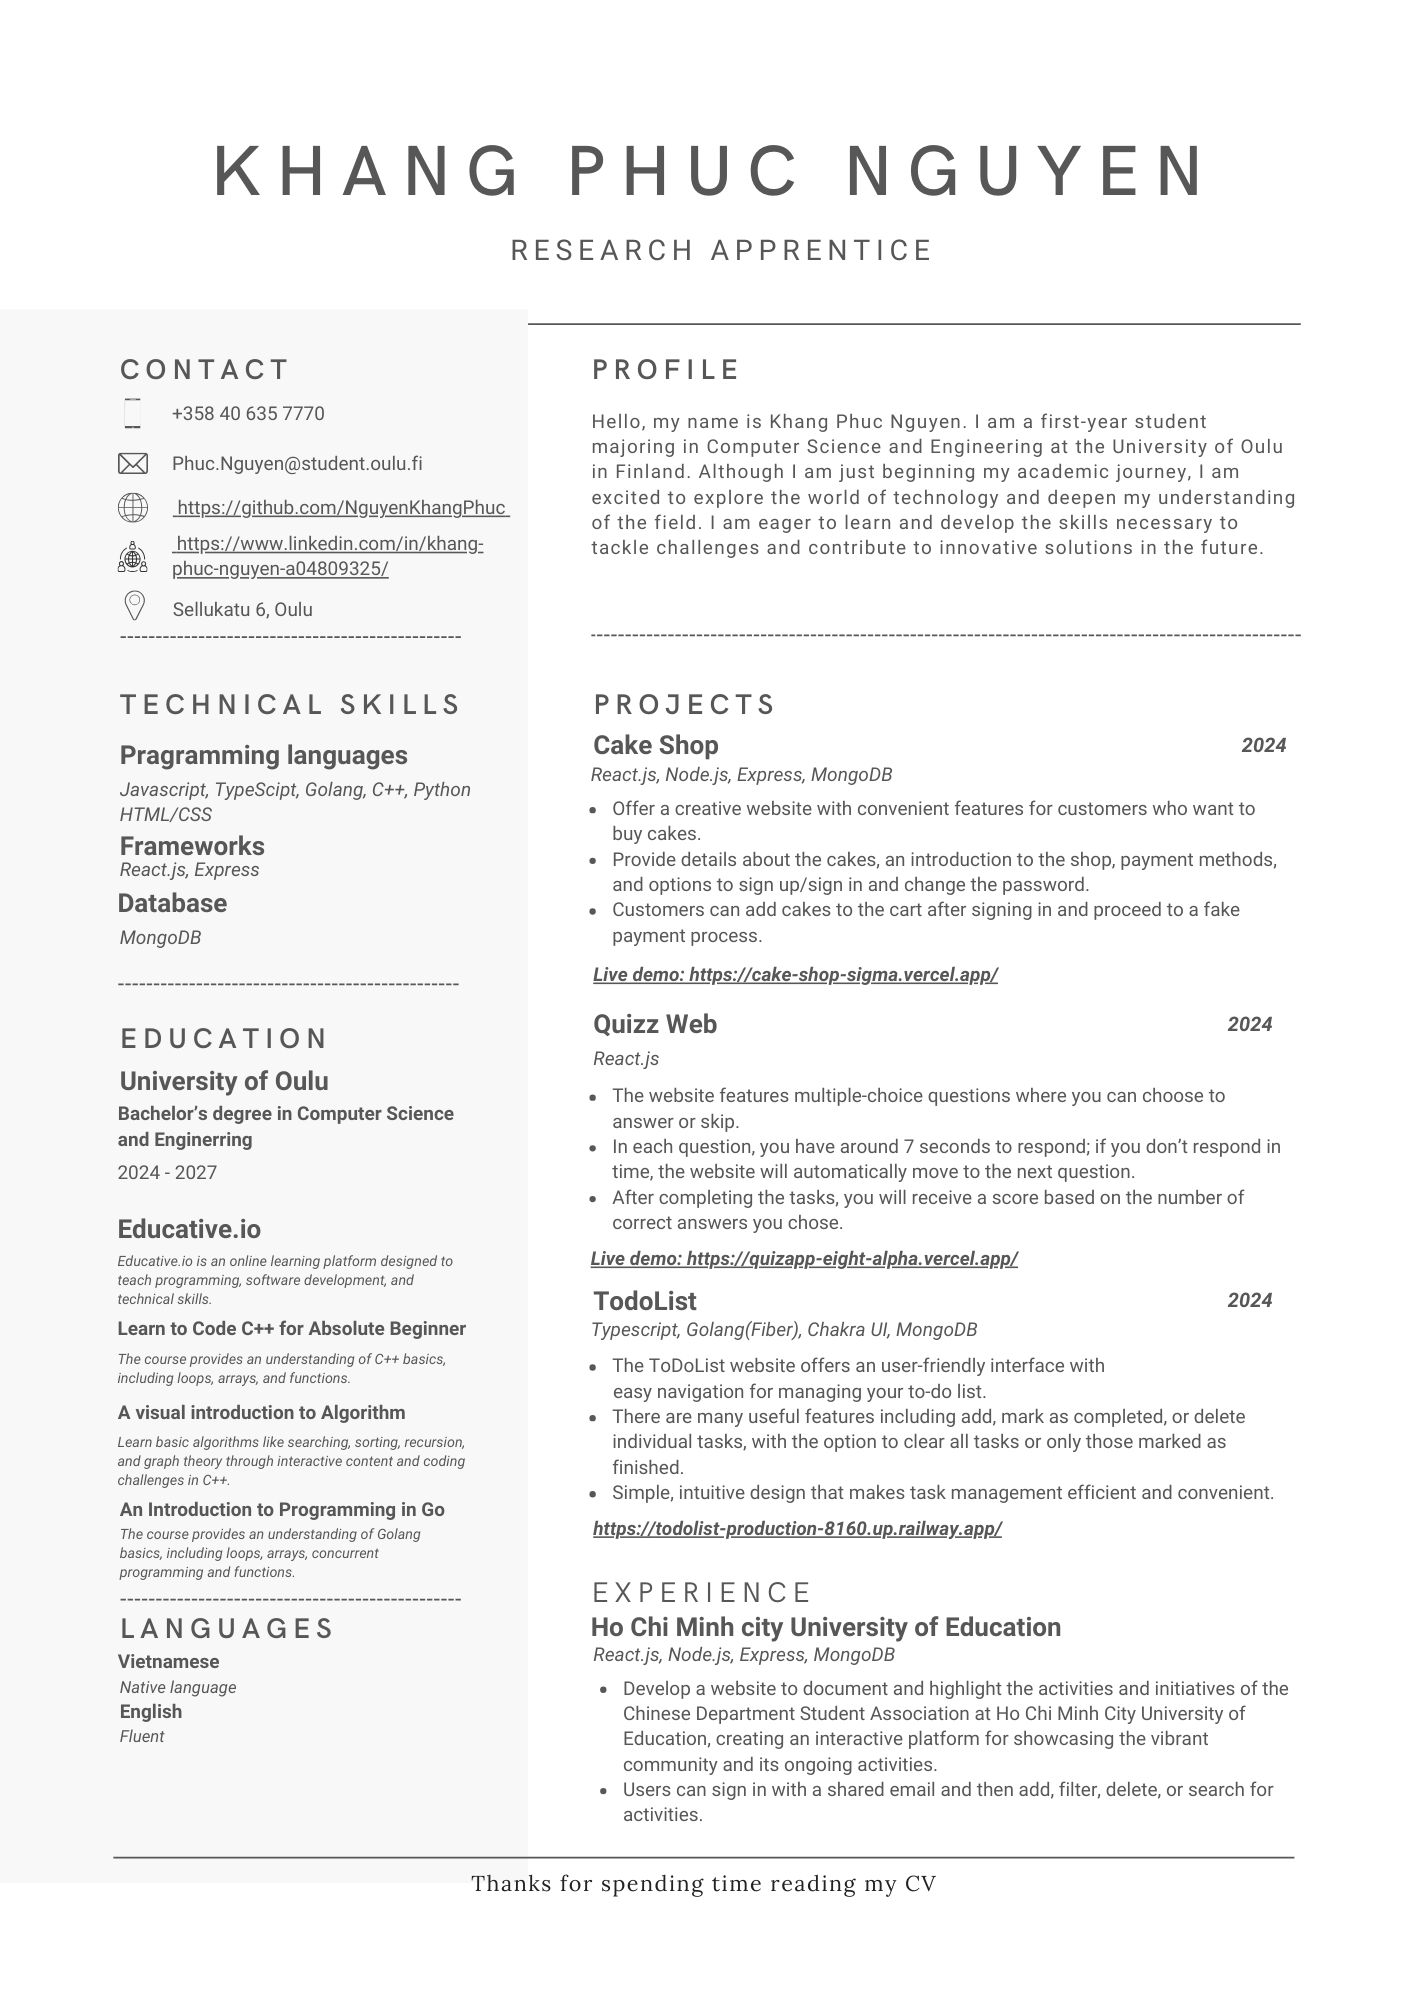 KHANG PHUC NGUYEN
RESEARCH APPRENTICE
CONTACT
+358 40 635 7770
Phuc.Nguyen@student.oulu.fi
https://github.com/NguyenKhangPhuc
https://www.linkedin.com/in/khang-
phuc-nguyen-a04809325/
Sellukatu 6, Oulu
------------------------------------------------
TECHNICAL SKILLS
Pragramming languages
Javascript, TypeScipt, Golang, C++, Python
HTML/CSS
Frameworks
React.js, Express
Database
MongoDB
------------------------------------------------
EDUCATION
University of Oulu
Bachelor’s degree in Computer Science
and Enginerring
2024 - 2027
Educative.io
Educative.io is an online learning platform designed to
teach programming, software development, and
technical skills.
Learn to Code C++ for Absolute Beginner
The course provides an understanding of C++ basics,
including loops, arrays, and functions.
A visual introduction to Algorithm
Learn basic algorithms like searching, sorting, recursion,
and graph theory through interactive content and coding
challenges in C++.
An Introduction to Programming in Go
The course provides an understanding of Golang
basics, including loops, arrays, concurrent
programming and functions.
------------------------------------------------
LANGUAGES
Vietnamese
Native language
English
Fluent
PROFILE
Hello, my name is Khang Phuc Nguyen. I am a first-year student
majoring in Computer Science and Engineering at the University of Oulu
in Finland. Although I am just beginning my academic journey, I am
excited to explore the world of technology and deepen my understanding
of the field. I am eager to learn and develop the skills necessary to
tackle challenges and contribute to innovative solutions in the future.
----------------------------------------------------------------------------------------------------
PROJECTS
Cake Shop 2024
React.js, Node.js, Express, MongoDB
• Offer a creative website with convenient features for customers who want to
buy cakes.
• Provide details about the cakes, an introduction to the shop, payment methods,
and options to sign up/sign in and change the password.
• Customers can add cakes to the cart after signing in and proceed to a fake
payment process.
Live demo: https://cake-shop-sigma.vercel.app/
Quizz Web 2024
React.js
• The website features multiple-choice questions where you can choose to
answer or skip.
• In each question, you have around 7 seconds to respond; if you don’t respond in
time, the website will automatically move to the next question.
• After completing the tasks, you will receive a score based on the number of
correct answers you chose.
Live demo: https://quizapp-eight-alpha.vercel.app/
TodoList 2024
Typescript, Golang(Fiber), Chakra UI, MongoDB
• The ToDoList website offers an user-friendly interface with
easy navigation for managing your to-do list.
• There are many useful features including add, mark as completed, or delete
individual tasks, with the option to clear all tasks or only those marked as
finished.
• Simple, intuitive design that makes task management efficient and convenient.
https://todolist-production-8160.up.railway.app/
EXPERIENCE
Ho Chi Minh city University of Education
React.js, Node.js, Express, MongoDB
• Develop a website to document and highlight the activities and initiatives of the
Chinese Department Student Association at Ho Chi Minh City University of
Education, creating an interactive platform for showcasing the vibrant
community and its ongoing activities.
• Users can sign in with a shared email and then add, filter, delete, or search for
activities.
Thanks for spending time reading my CV